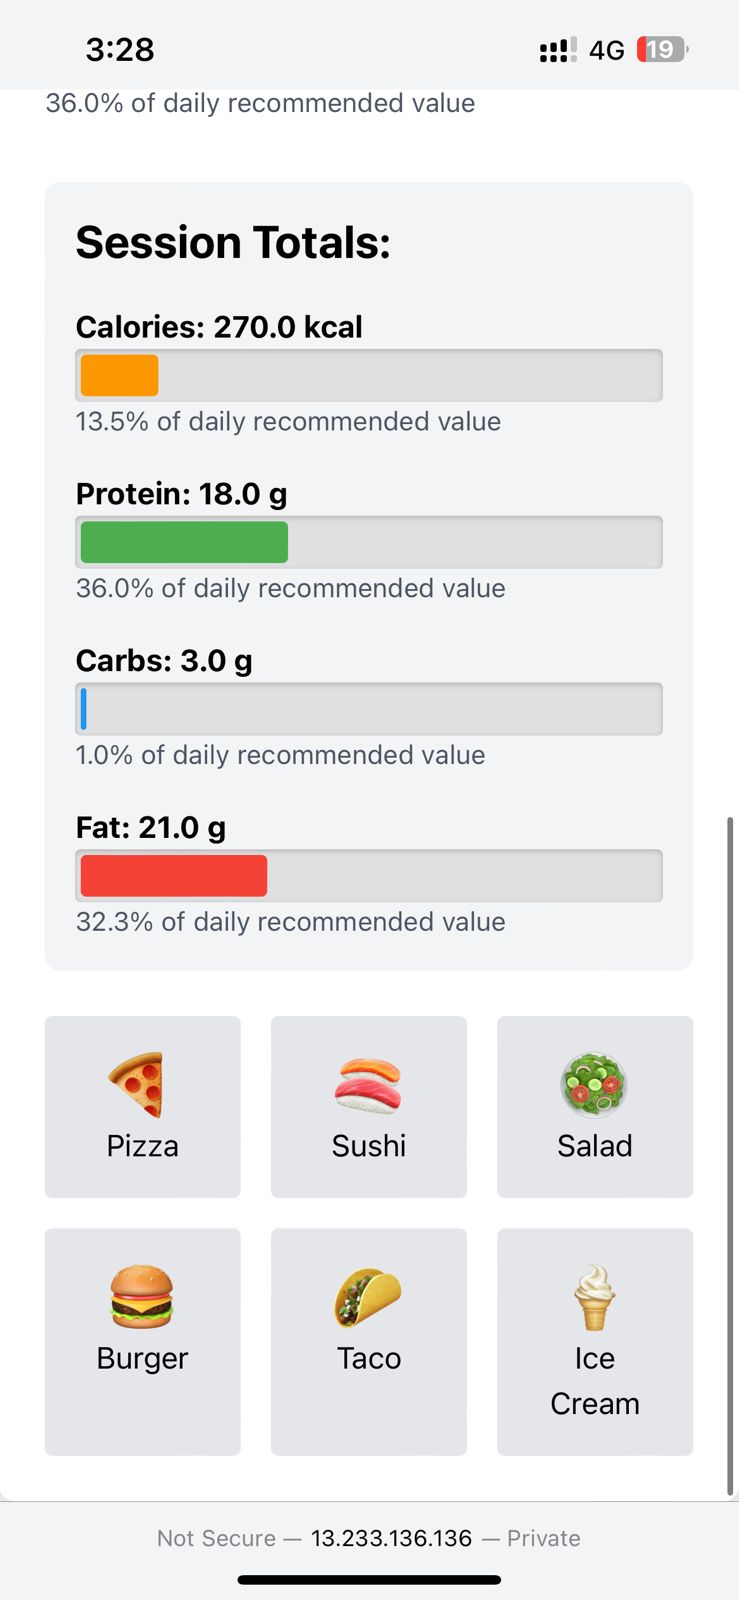 3:28
4G
19
36.0% of daily recommended value
Session Totals:
Calories: 270.0 kcal
13.5% of daily recommended value
Protein: 18.0 g
36.0% of daily recommended value
Carbs: 3.0 g
1.0% of daily recommended value
Fat: 21.0 g
32.3% of daily recommended value
Pizza
Sushi
Salad
Burger
Taco
Ice
Cream
Not Secure — 13.233.136.136 — Private